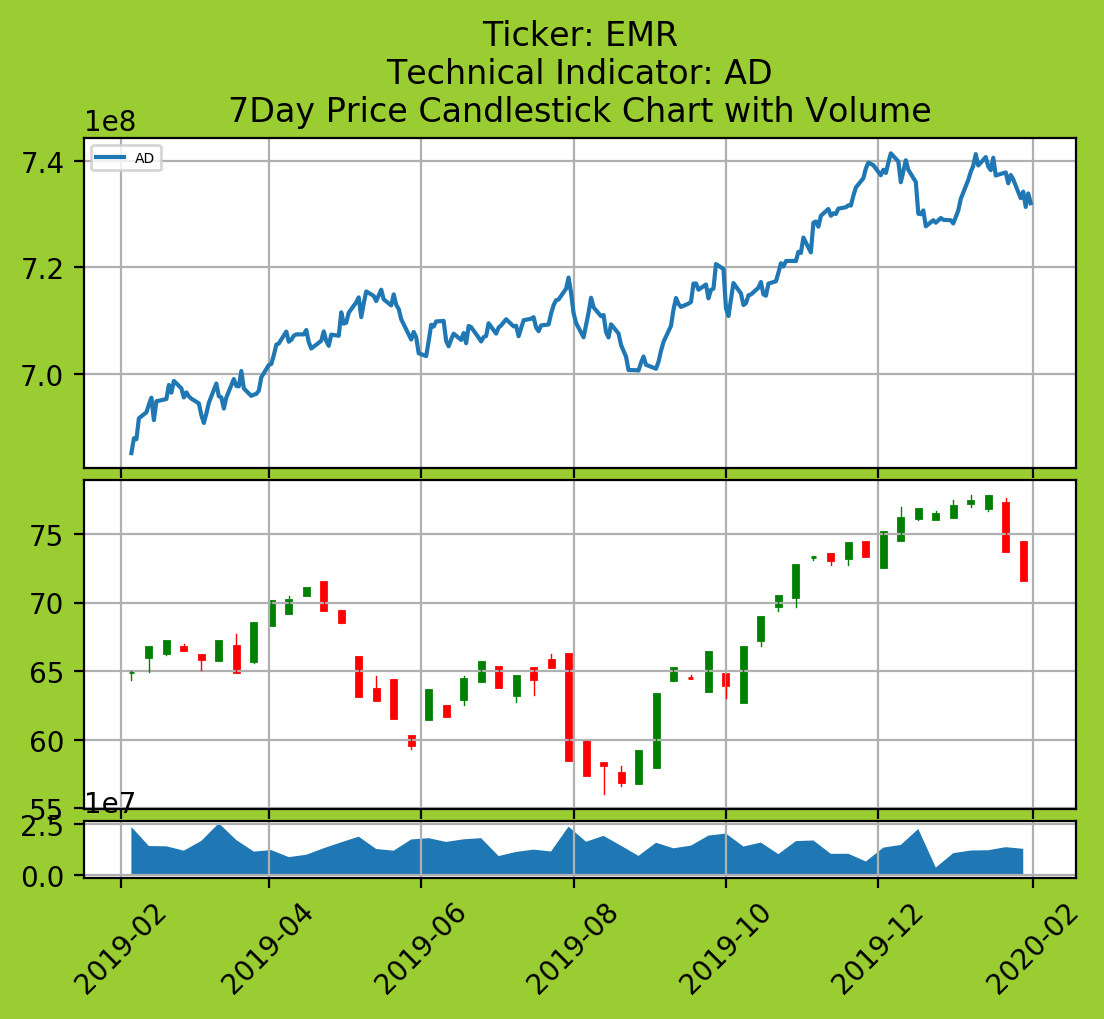 Ticker: EMR
Technical Indicator: AD
7Day Price Candlestick Chart with Volume
1e8
AD
7.4
7.2
7.0
75
70
65
60
55
1e7
2.5
0.0
2019-02
2019-04
2019-06
2019-08
2019-10
2019-12
2020-02